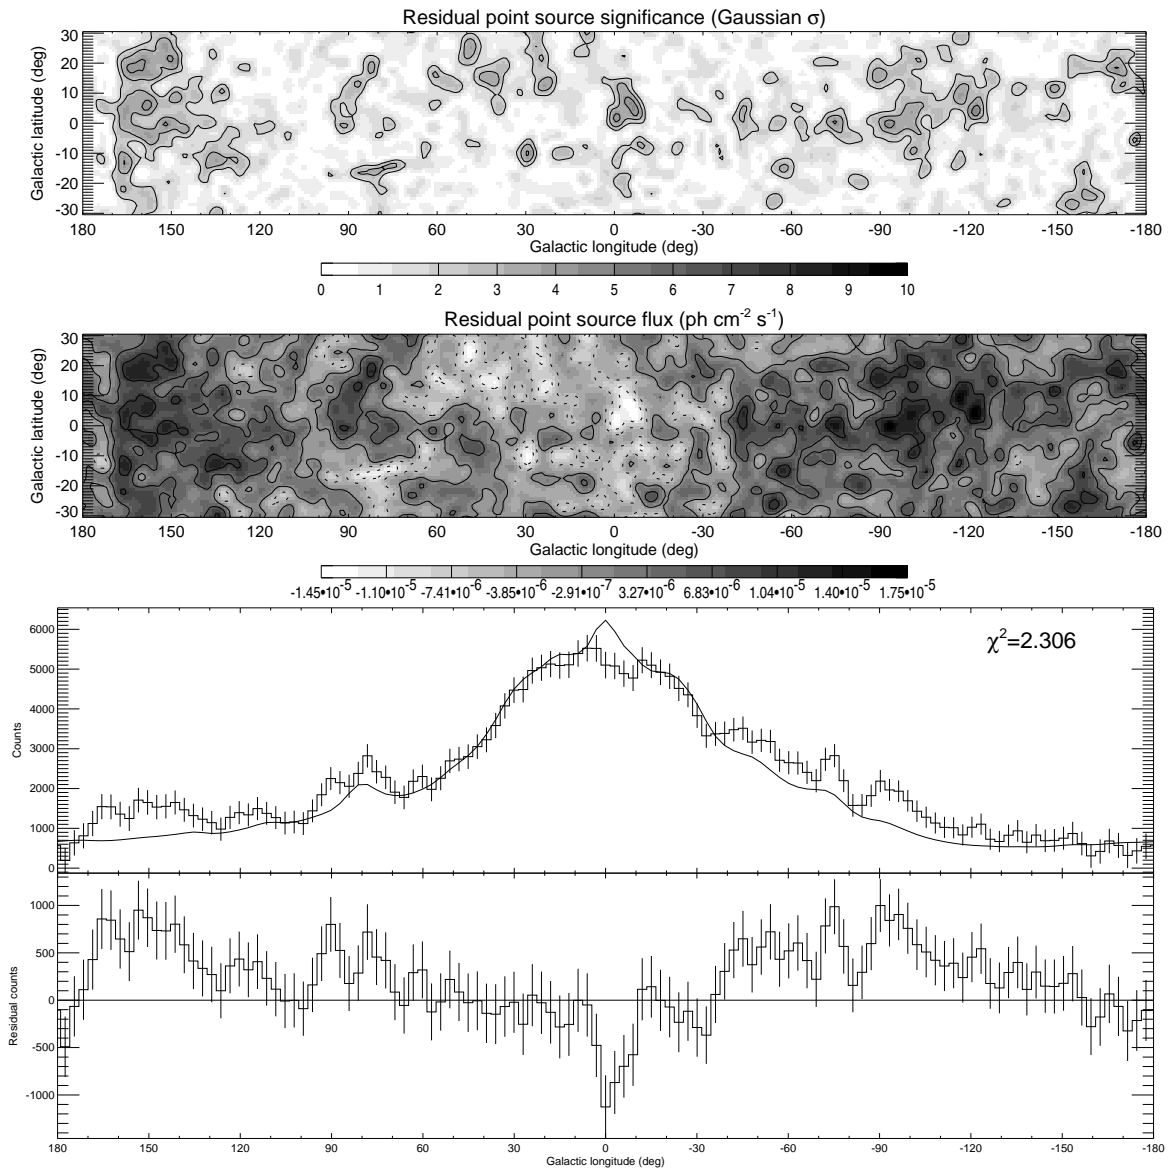 Residual point source significance (Gaussian σ)
Galactic latitude (deg)
30
20
10
0
-10
-20
-30
180 150 120 90 60 30 0 -30 -60 -90 -120 -150 -180
Galactic longitude (deg)
0 1 2 3 4 5 6 7 8 9 10
Residual point source flux (ph cm⁻² s⁻¹)
Galactic latitude (deg)
30
20
10
0
-10
-20
-30
180 150 120 90 60 30 0 -30 -60 -90 -120 -150 -180
Galactic longitude (deg)
-1.45•10⁻⁵ -1.10•10⁻⁵ -7.41•10⁻⁶ -3.85•10⁻⁶ -2.91•10⁻⁷ 3.27•10⁻⁶ 6.83•10⁻⁶ 1.04•10⁻⁵ 1.40•10⁻⁵ 1.75•10⁻⁵
χ²=2.306
Counts
6000
5000
4000
3000
2000
1000
0
Residual counts
1000
500
0
-500
-1000
180 150 120 90 60 30 0 -30 -60 -90 -120 -150 -180
Galactic longitude (deg)